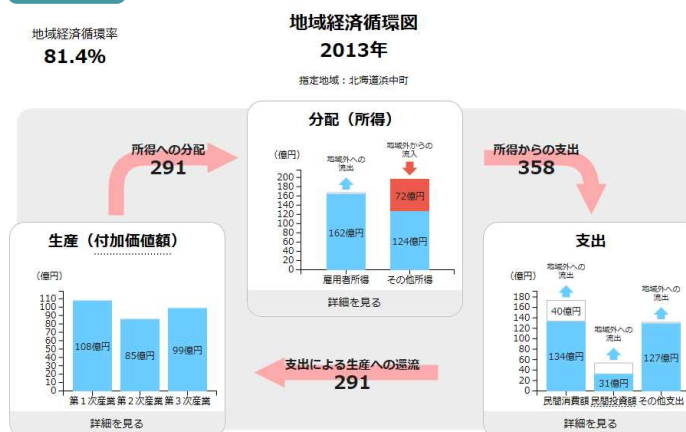 地域経済循環率
81.4%
地域経済循環図
2013年
指定地域：北海道浜中町
分配（所得）
（億円）
地域外への
流出
地域外からの
流入
200
180
160
140
120
100
80
60
40
20
0
162億円
72億円
124億円
雇用者所得
その他所得
詳細を見る
所得への分配
291
所得からの支出
358
生産（付加価値額）
（億円）
110
100
90
80
70
60
50
40
30
20
10
0
108億円
85億円
99億円
第１次産業
第２次産業
第３次産業
詳細を見る
支出による生産への還流
291
支出
（億円）
地域外への
流出
地域外への
流出
地域外への
流出
180
160
140
120
100
80
60
40
20
0
40億円
134億円
31億円
127億円
民間消費額
民間投資額
その他支出
詳細を見る